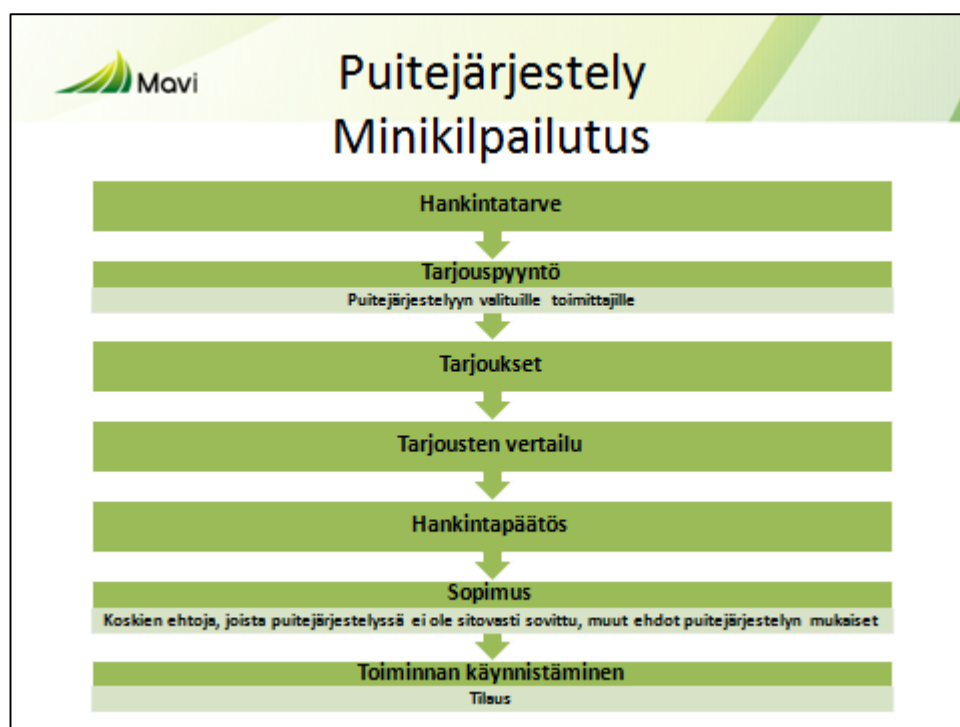 Mavi
Puitejärjestely
Minikilpailutus
Hankintatarve
Tarjouspyyntö
Puitejärjestelyyn valituille toimittajille
Tarjoukset
Tarjousten vertailu
Hankintapäätös
Sopimus
Koskien ehtoja, joista puitejärjestelyssä ei ole sitovasti sovittu, muut ehdot puitejärjestelyn mukaiset
Toiminnan käynnistäminen
Tilaus